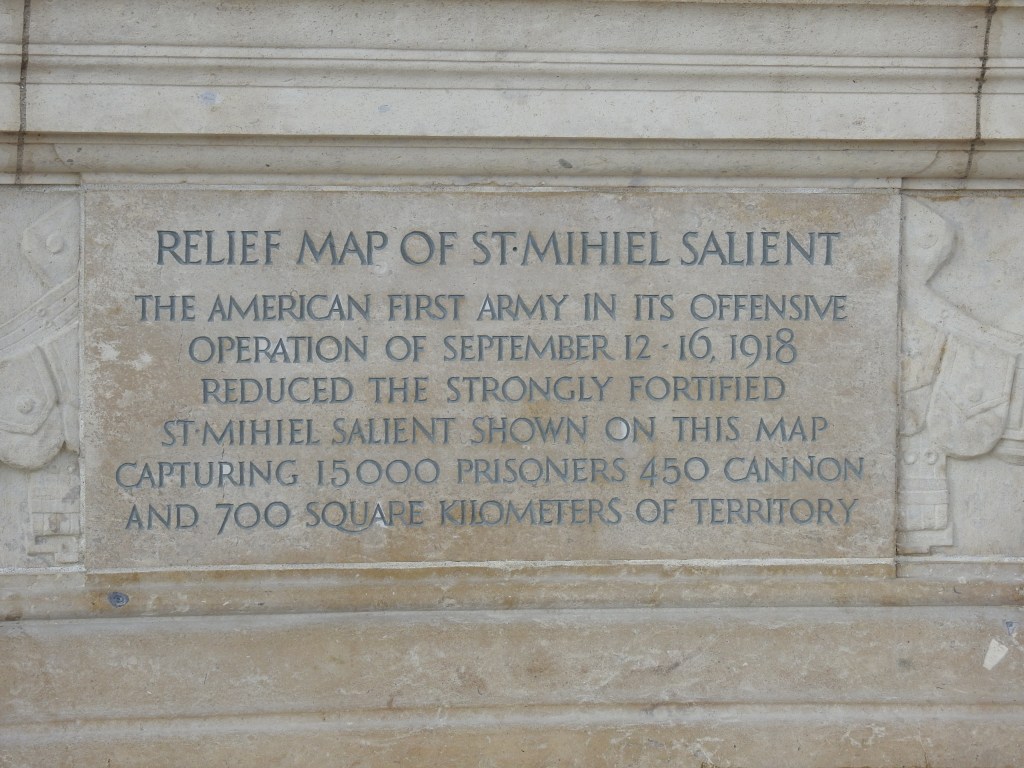 RELIEF MAP OF ST·MIHIEL SALIENT
THE AMERICAN FIRST ARMY IN ITS OFFENSIVE
OPERATION OF SEPTEMBER 12 - 16, 1918
REDUCED THE STRONGLY FORTIFIED
ST·MIHIEL SALIENT SHOWN ON THIS MAP
CAPTURING 15000 PRISONERS 450 CANNON
AND 700 SQUARE KILOMETERS OF TERRITORY